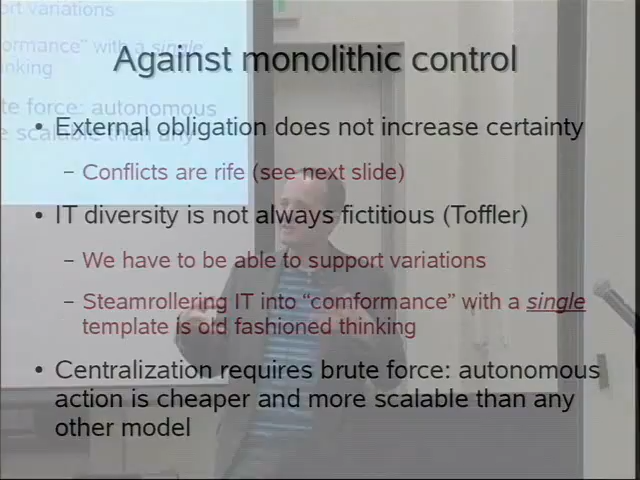 ort variations
ormance” with a single
nking
te force: autonomous
e scalable than any
Against monolithic control
• External obligation does not increase certainty
– Conflicts are rife (see next slide)
• IT diversity is not always fictitious (Toffler)
– We have to be able to support variations
– Steamrollering IT into “comformance” with a single
template is old fashioned thinking
• Centralization requires brute force: autonomous
action is cheaper and more scalable than any
other model